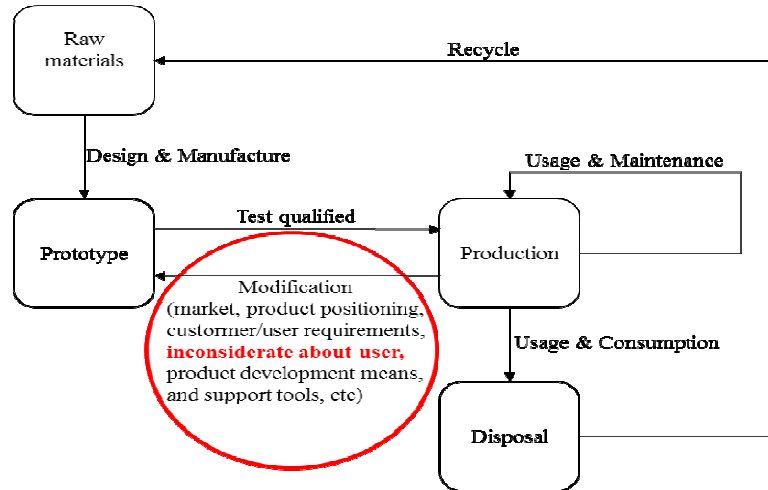 Raw
materials
Recycle
Design & Manufacture
Usage & Maintenance
Prototype
Test qualified
Production
Modification
(market, product positioning,
custormer/user requirements,
inconsiderate about user,
product development means,
and support tools, etc)
Usage & Consumption
Disposal